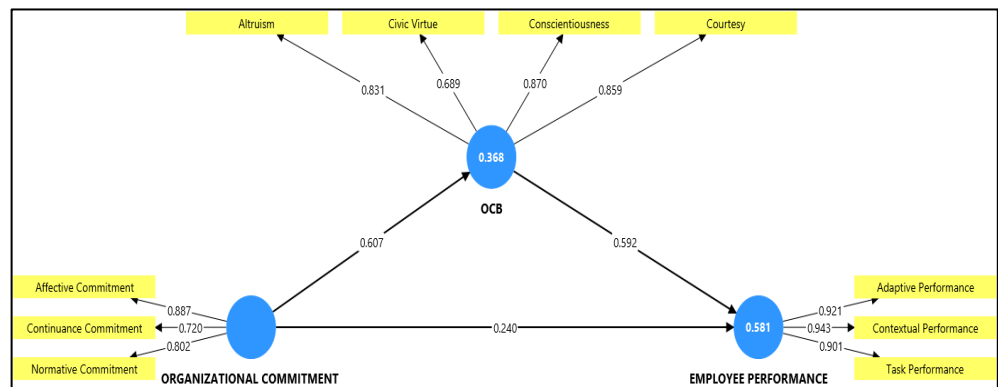 Altruism
Civic Virtue
Conscientiousness
Courtesy
0.831
0.689
0.870
0.859
0.368
OCB
0.607
0.592
Affective Commitment
Continuance Commitment
Normative Commitment
0.887
0.720
0.802
0.240
0.581
0.921
0.943
0.901
Adaptive Performance
Contextual Performance
Task Performance
ORGANIZATIONAL COMMITMENT
EMPLOYEE PERFORMANCE